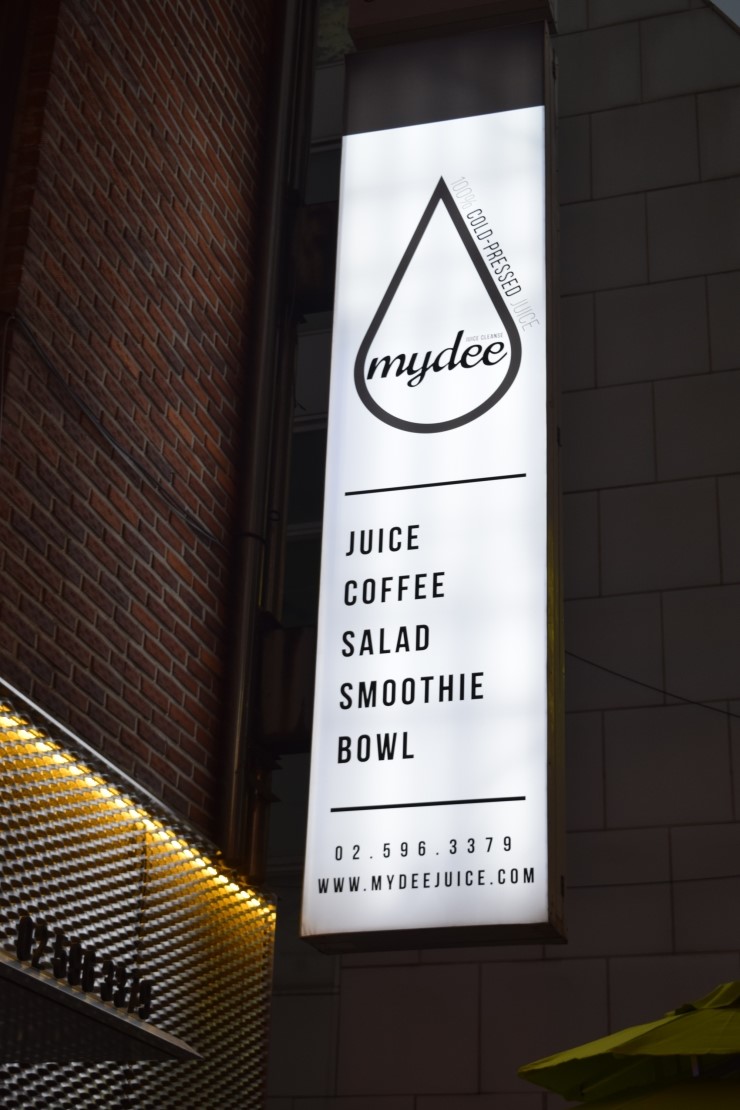 100% COLD-PRESSED JUICE
JUICE CLEANSE
mydee
JUICE
COFFEE
SALAD
SMOOTHIE
BOWL
02.596.3379
WWW.MYDEEJUICE.COM